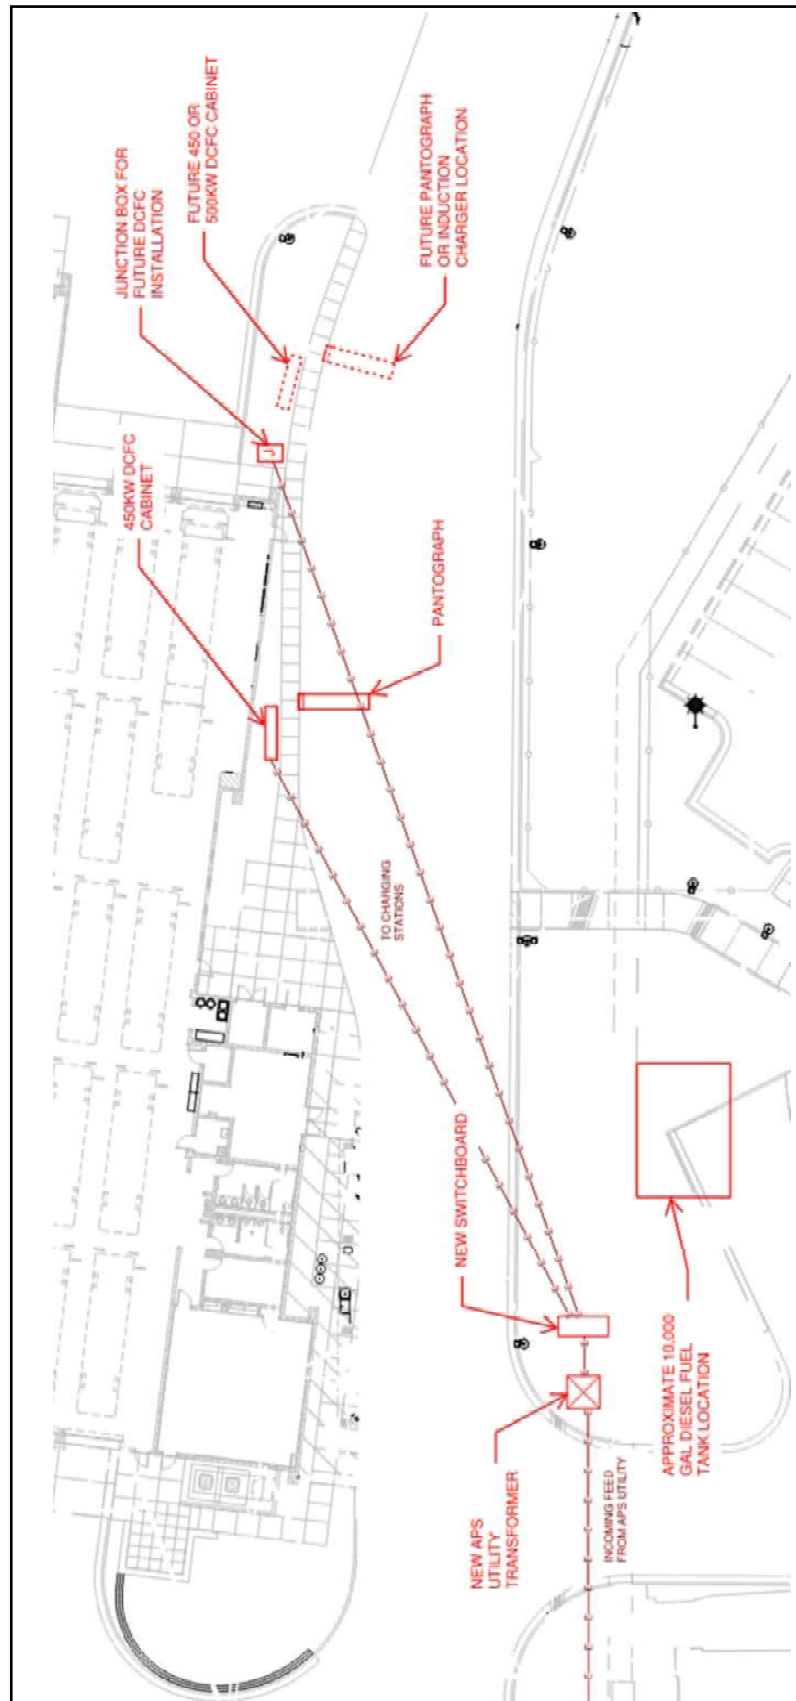 JUNCTION BOX FOR
FUTURE DCFC
INSTALLATION
FUTURE 450 OR
500KW DCFC CABINET
FUTURE PANTOGRAPH
OR INDUCTION
CHARGER LOCATION
450KW DCFC
CABINET
J
PANTOGRAPH
TO CHARGING
STATIONS
NEW SWITCHBOARD
NEW APS
UTILITY
TRANSFORMER
INCOMING FEED
FROM APS UTILITY
APPROXIMATE 10,000
GAL DIESEL FUEL
TANK LOCATION